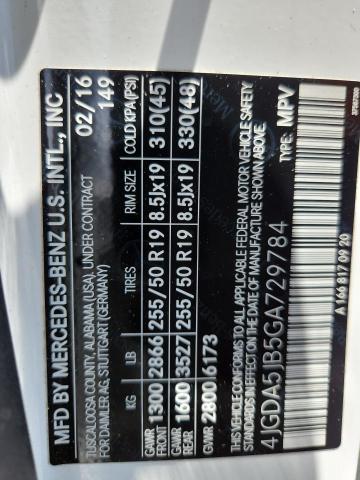 MFD BY MERCEDES-BENZ U.S. INTL., INC
TUSCALOOSA COUNTY, ALABAMA (USA), UNDER CONTRACT 02/16
FOR DAIMLER AG, STUTTGART (GERMANY) 149
KG LB TIRES RIM SIZE COLD KPA(PSI)
GAWR FRONT 1300 2866 255/50 R19 8.5Jx19 310(45)
GAWR REAR 1600 3527 255/50 R19 8.5Jx19 330(48)
GVWR 2800 6173
THIS VEHICLE CONFORMS TO ALL APPLICABLE FEDERAL MOTOR VEHICLE SAFETY
IN EFFECT ON THE DATE OF MANUFACTURE SHOWN ABOVE.
4JGDA5JB5GA729784 TYPE: MPV
A 166 817 09 20